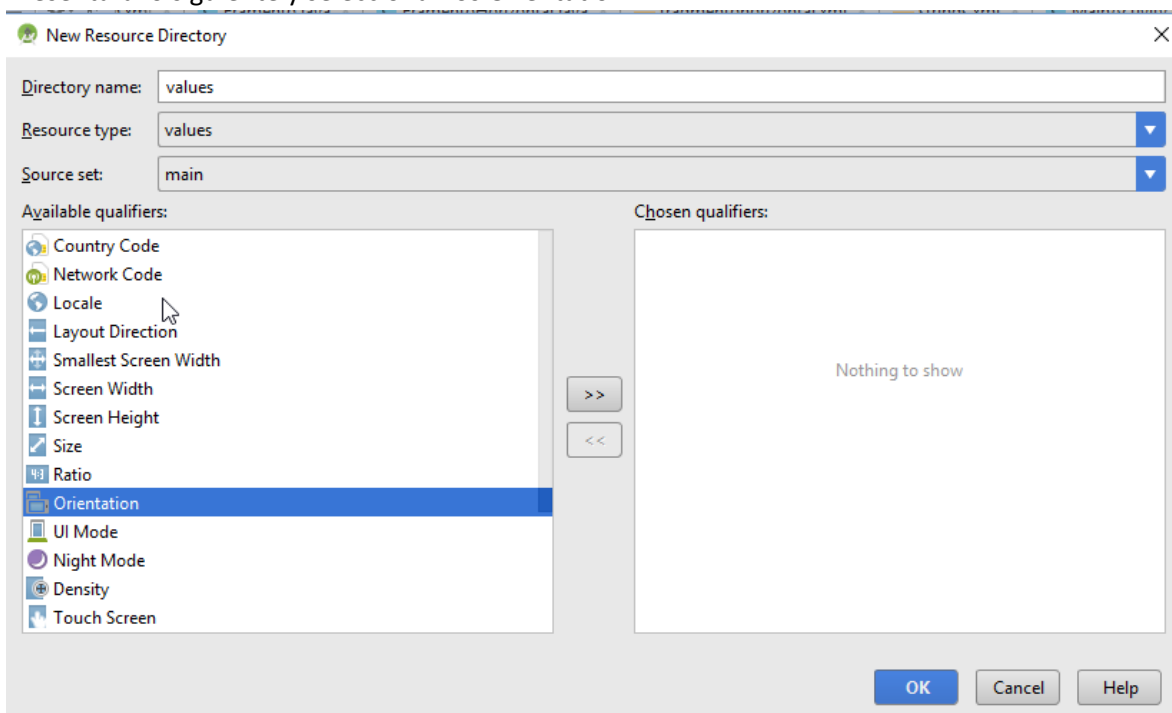 New Resource Directory
Directory name: values
Resource type: values
Source set: main
Available qualifiers:
Chosen qualifiers:
Country Code
Network Code
Locale
Layout Direction
Smallest Screen Width
Screen Width
Screen Height
Size
4:3 Ratio
Orientation
UI Mode
Night Mode
Density
Touch Screen
>>
<<
Nothing to show
OK Cancel Help